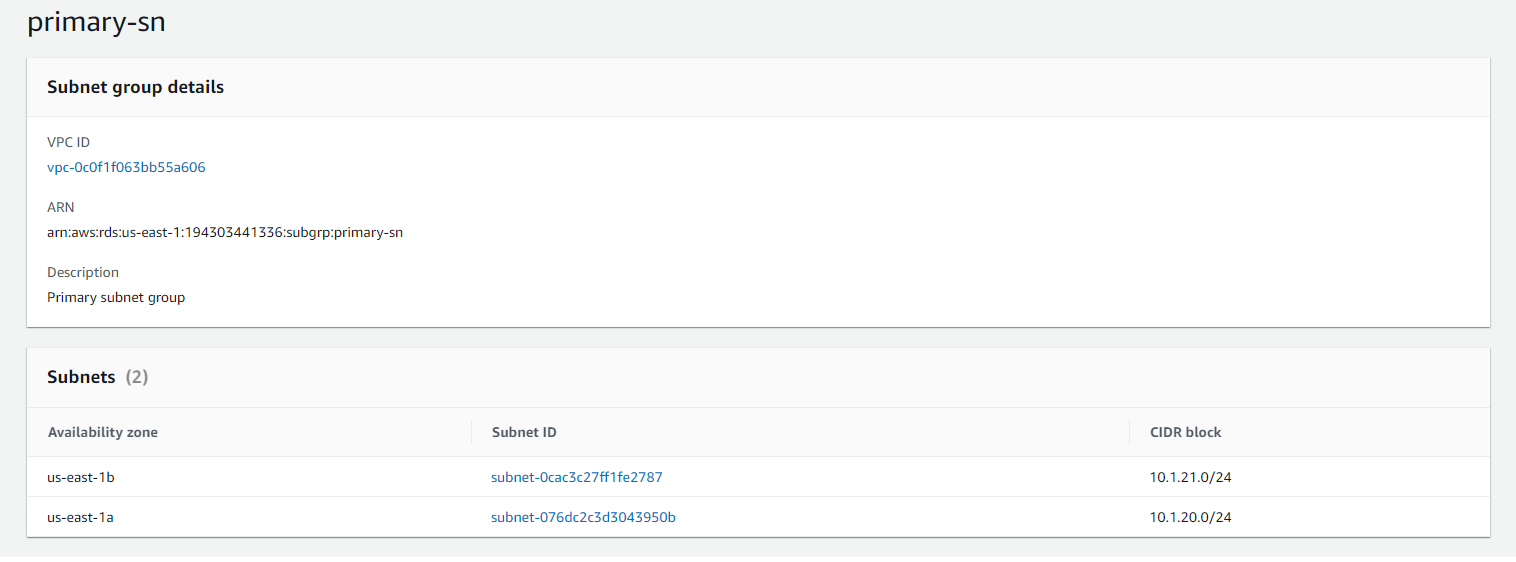 primary-sn
Subnet group details
VPC ID
vpc-0c0f1f063bb55a606
ARN
arn:aws:rds:us-east-1:194303441336:subgrp:primary-sn
Description
Primary subnet group
Subnets (2)
Availability zone Subnet ID CIDR block
us-east-1b subnet-0cac3c27ff1fe2787 10.1.21.0/24
us-east-1a subnet-076dc2c3d3043950b 10.1.20.0/24